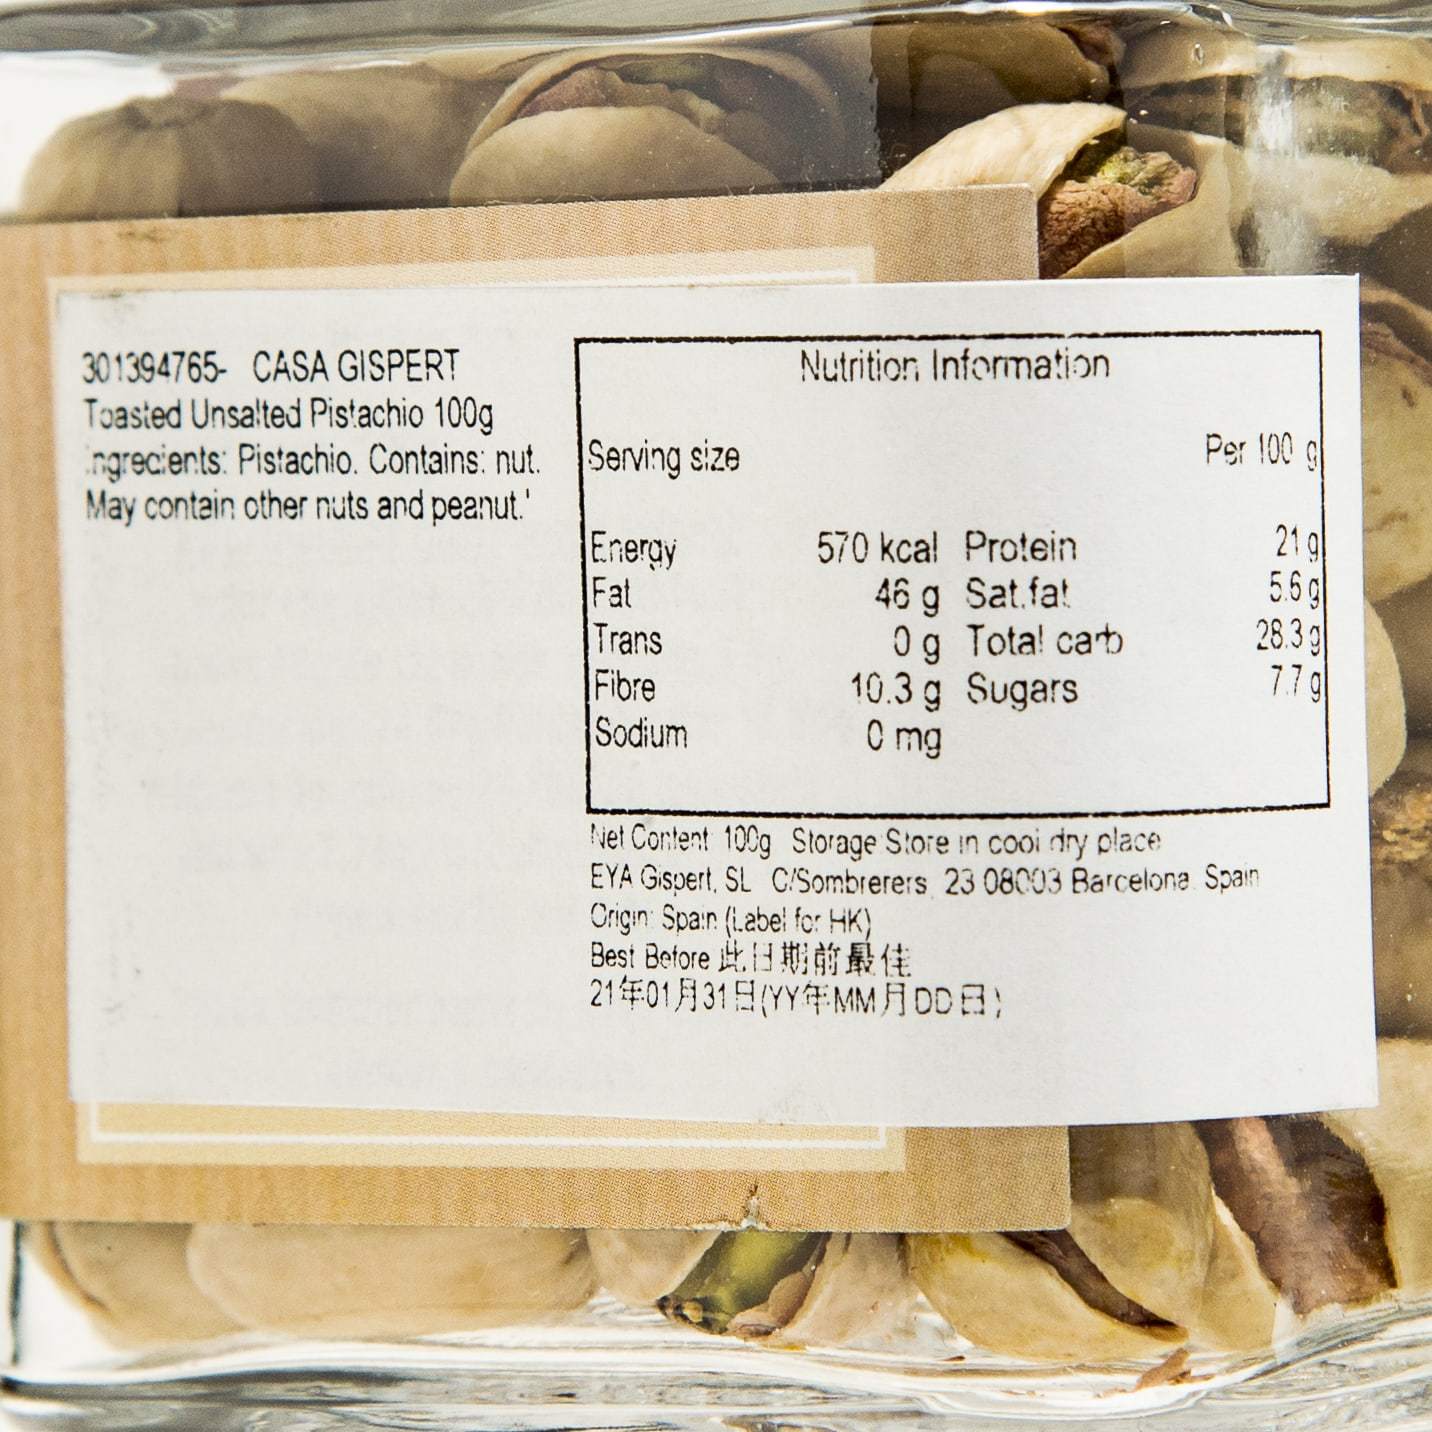 301394765- CASA GISPERT
Toasted Unsalted Pistachio 100g
Ingredients: Pistachio. Contains: nut.
May contain other nuts and peanut.'
Nutrition Information
Serving size Per 100 g
Energy 570 kcal Protein 21 g
Fat 46 g Sat.fat 5.6 g
Trans 0 g Total carb 28.3 g
Fibre 10.3 g Sugars 7.7 g
Sodium 0 mg
Net Content: 100g Storage Store in cool dry place
EYA Gispert, SL C/Sombrerers, 23 08003 Barcelona. Spain
Origin: Spain (Label for HK)
Best Before 此日期前最佳
21年01月31日(YY年MM月DD日)